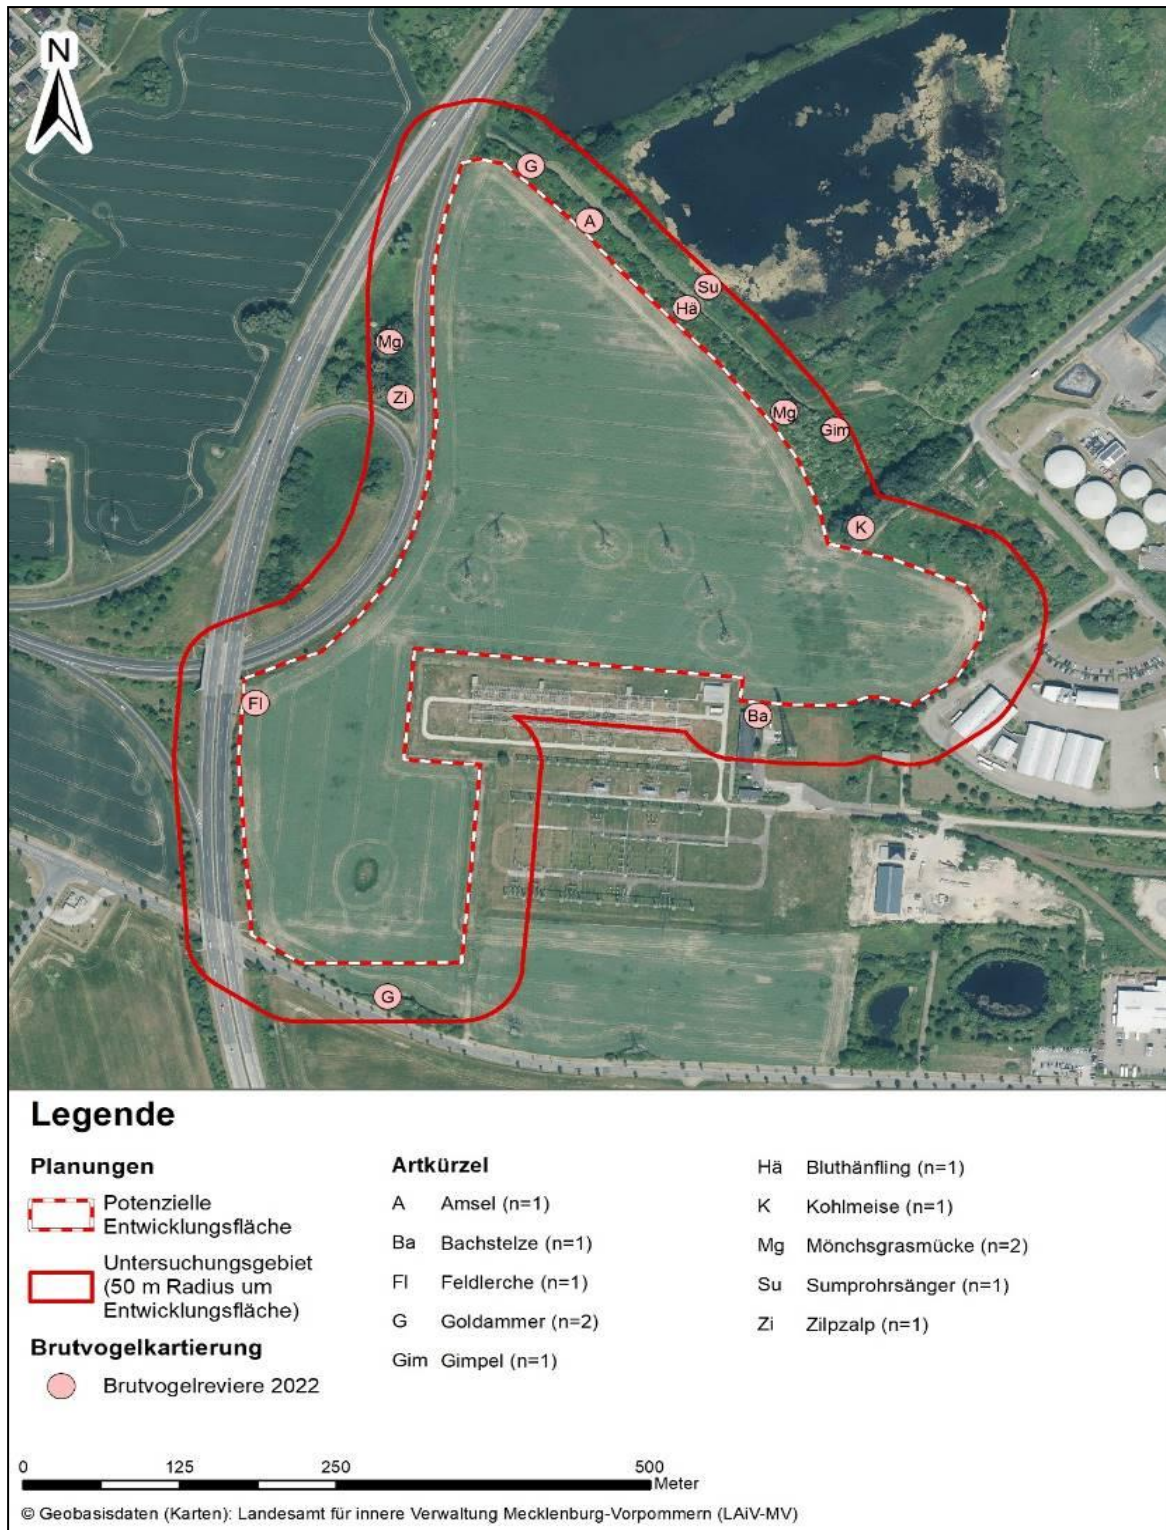 N
G
A
Su
Hä
Mg
Zi
Mg
Gim
K
Fl
Ba
G
Legende
Planungen
Potenzielle
Entwicklungsfläche
Untersuchungsgebiet
(50 m Radius um
Entwicklungsfläche)
Brutvogelkartierung
Brutvogelreviere 2022
Artkürzel
A Amsel (n=1)
Ba Bachstelze (n=1)
Fl Feldlerche (n=1)
G Goldammer (n=2)
Gim Gimpel (n=1)
Hä Bluthänfling (n=1)
K Kohlmeise (n=1)
Mg Mönchsgrasmücke (n=2)
Su Sumprohrsänger (n=1)
Zi Zilpzalp (n=1)
0 125 250 500
Meter
© Geobasisdaten (Karten): Landesamt für innere Verwaltung Mecklenburg-Vorpommern (LAiV-MV)